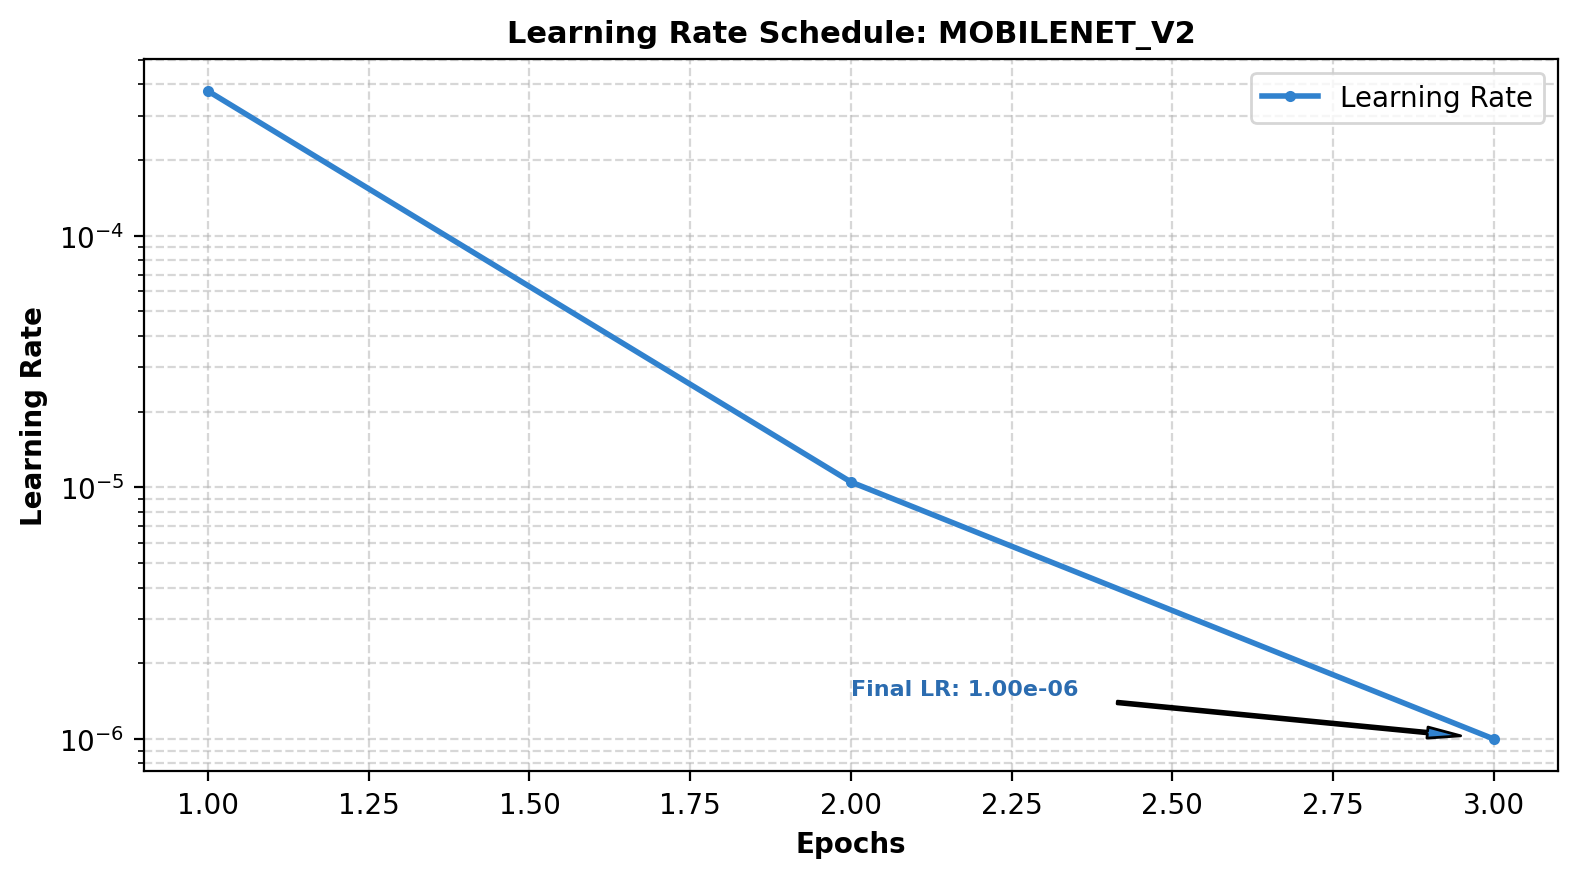 Learning Rate Schedule: MOBILENET_V2
Learning Rate
Learning Rate
10⁻⁴
10⁻⁵
10⁻⁶
Final LR: 1.00e-06
1.00 1.25 1.50 1.75 2.00 2.25 2.50 2.75 3.00
Epochs